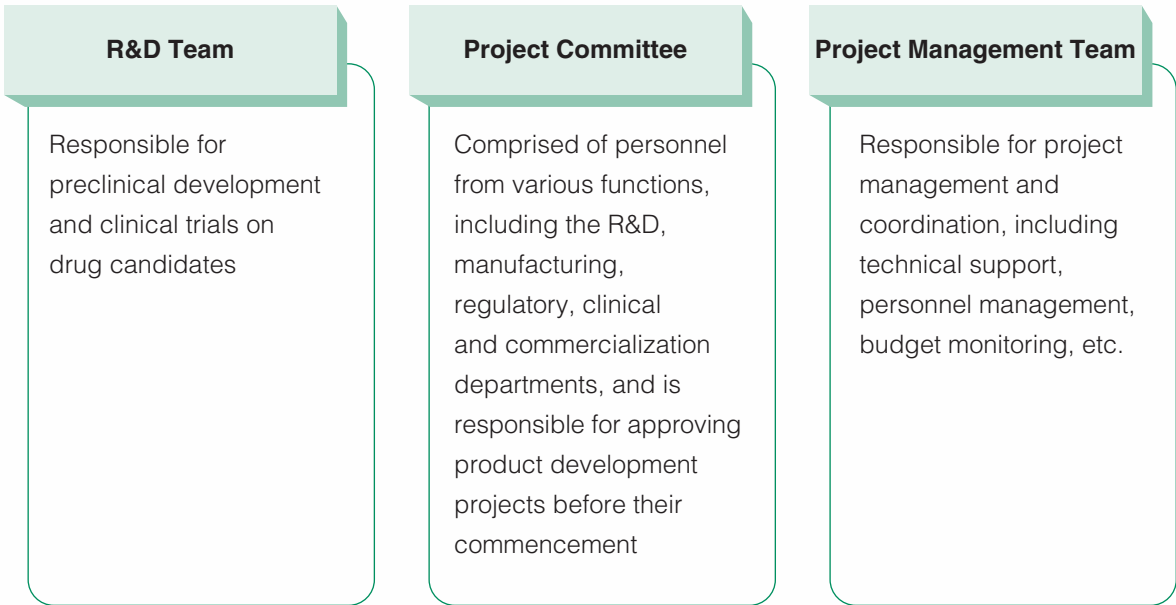 R&D Team
Responsible for
preclinical development
and clinical trials on
drug candidates
Project Committee
Comprised of personnel
from various functions,
including the R&D,
manufacturing,
regulatory, clinical
and commercialization
departments, and is
responsible for approving
product development
projects before their
commencement
Project Management Team
Responsible for project
management and
coordination, including
technical support,
personnel management,
budget monitoring, etc.